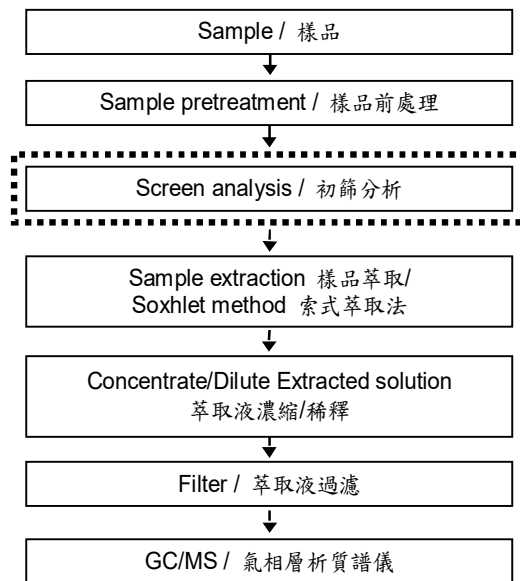 Sample / 樣品
Sample pretreatment / 樣品前處理
Screen analysis / 初篩分析
Sample extraction 樣品萃取/
Soxhlet method 索式萃取法
Concentrate/Dilute Extracted solution
萃取液濃縮/稀釋
Filter / 萃取液過濾
GC/MS / 氣相層析質譜儀